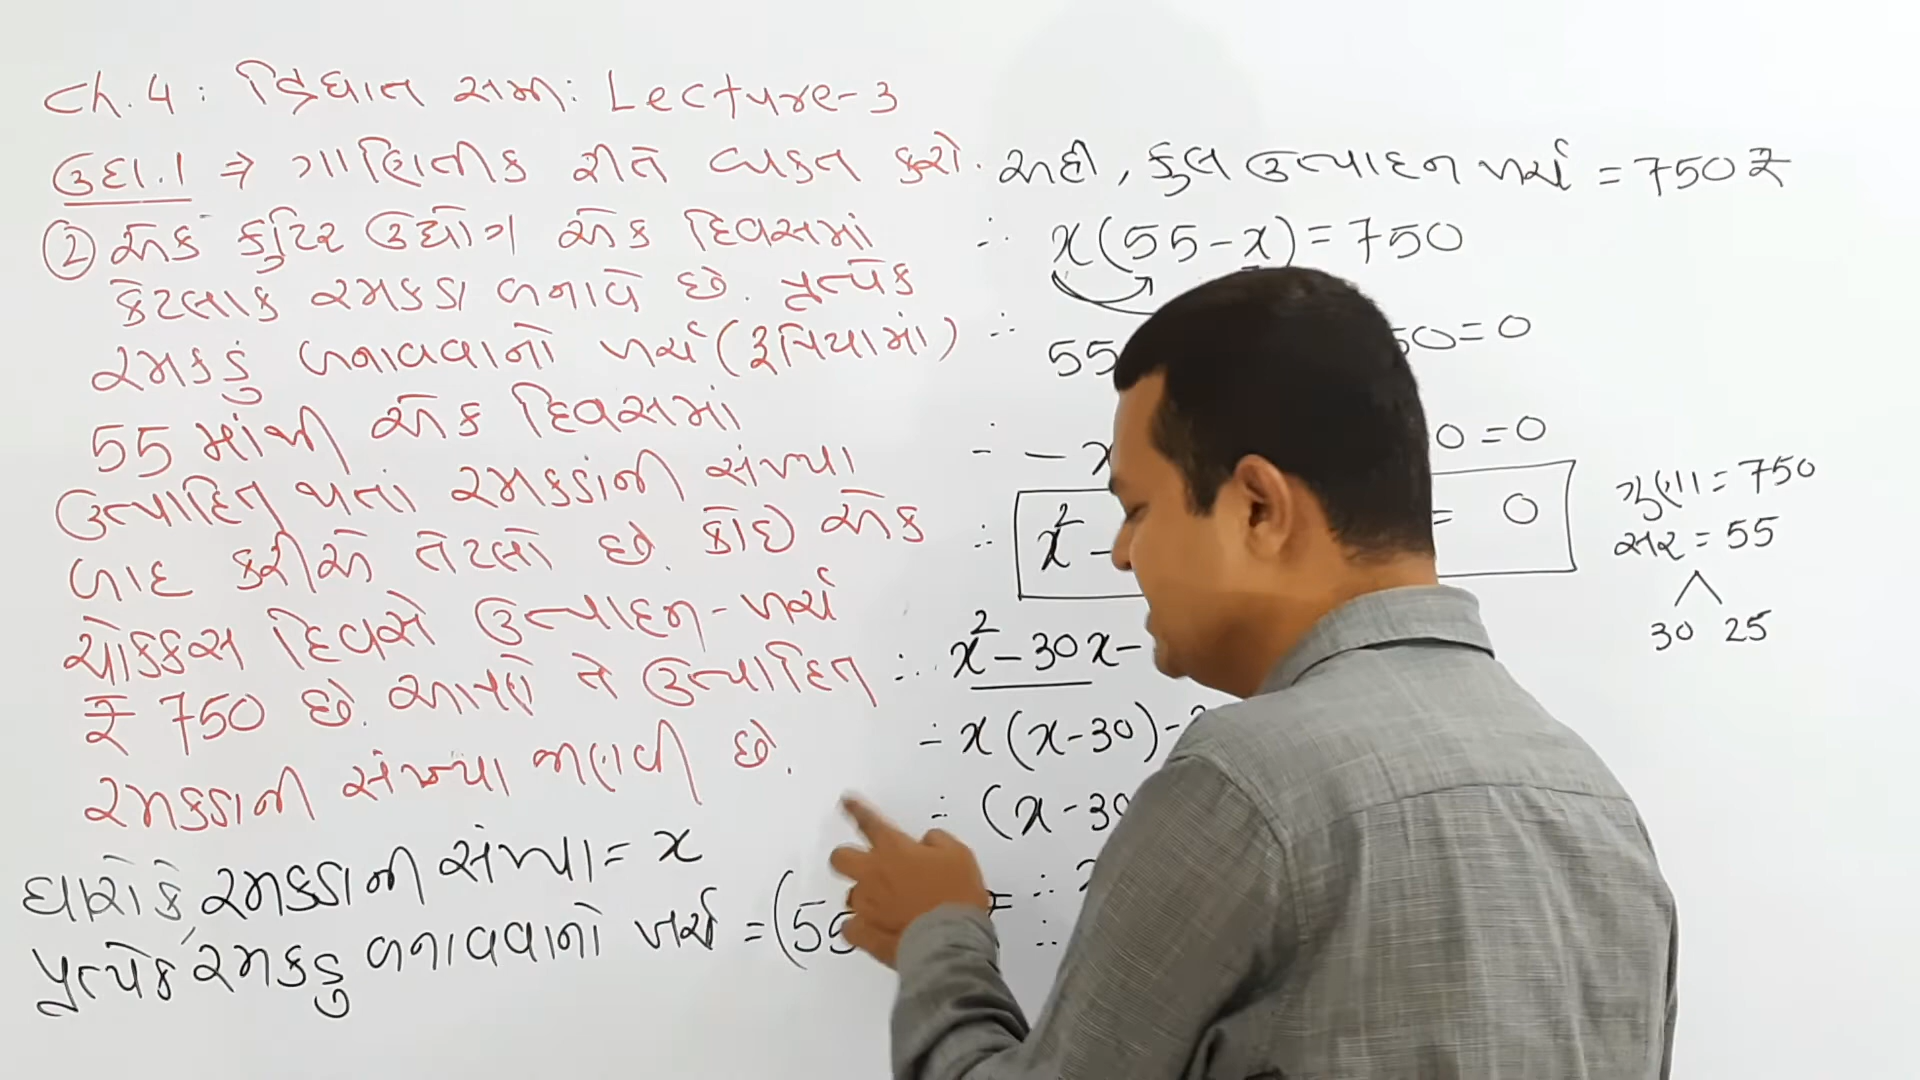 Ch. 4 : દ્વિઘાત સમી: Lecture-3
ઉદા.1 ⇒ ગાણિતીક રીતે વ્યક્ત કરો.
② એક કુટિર ઉદ્યોગ એક દિવસમાં
કેટલાક રમકડા બનાવે છે. પ્રત્યેક
રમકડું બનાવવાનો ખર્ચ (રૂપિયામાં)
55 માંથી એક દિવસમાં
ઉત્પાદિત થતાં રમકડાંની સંખ્યા
બાદ કરીએ તેટલો છે. કોઇ એક
ચોક્કસ દિવસે ઉત્પાદન-ખર્ચ
₹ 750 છે. આપણે તે ઉત્પાદિત
રમકડાની સંખ્યા જાણવી છે.
ધારોકે, રમકડાની સંખ્યા = x
પ્રત્યેક રમકડુ બનાવવાનો ખર્ચ = (55
અહીં, કુલ ઉત્પાદન ખર્ચ = 750 ₹
∴ x(55-x) = 750
∴ 55 50=0
∴ -x 0=0
∴ x² - = 0
∴ x² - 30x -
∴ x(x-30) -
∴ (x-30
∴
∴
ગુણા = 750
સર = 55
30 25